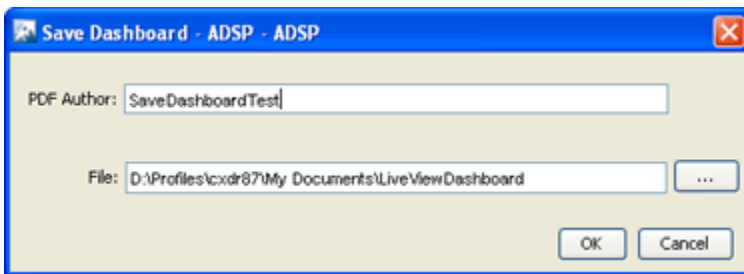 Save Dashboard - ADSP - ADSP
PDF Author: SaveDashboardTest
File: D:\Profiles\cxdr87\My Documents\LiveViewDashboard ...
OK Cancel